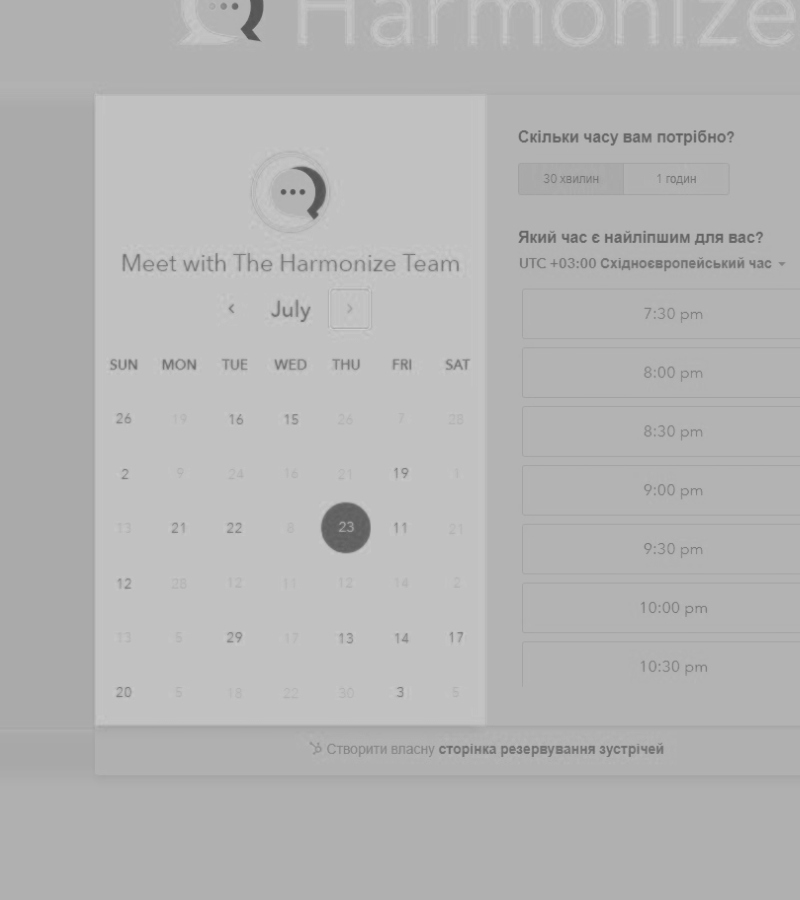 Harmonize
Meet with The Harmonize Team
July
SUN MON TUE WED THU FRI SAT
26 19 16 15 26 7 28
2 9 24 16 21 19 1
13 21 22 8 23 11 21
12 28 12 11 12 14 2
13 5 29 17 13 14 17
20 5 18 22 30 3 5
Скільки часу вам потрібно?
30 хвилин 1 годин
Який час є найліпшим для вас?
UTC +03:00 Східноєвропейський час
7:30 pm
8:00 pm
8:30 pm
9:00 pm
9:30 pm
10:00 pm
10:30 pm
Створити власну сторінка резервування зустрічей